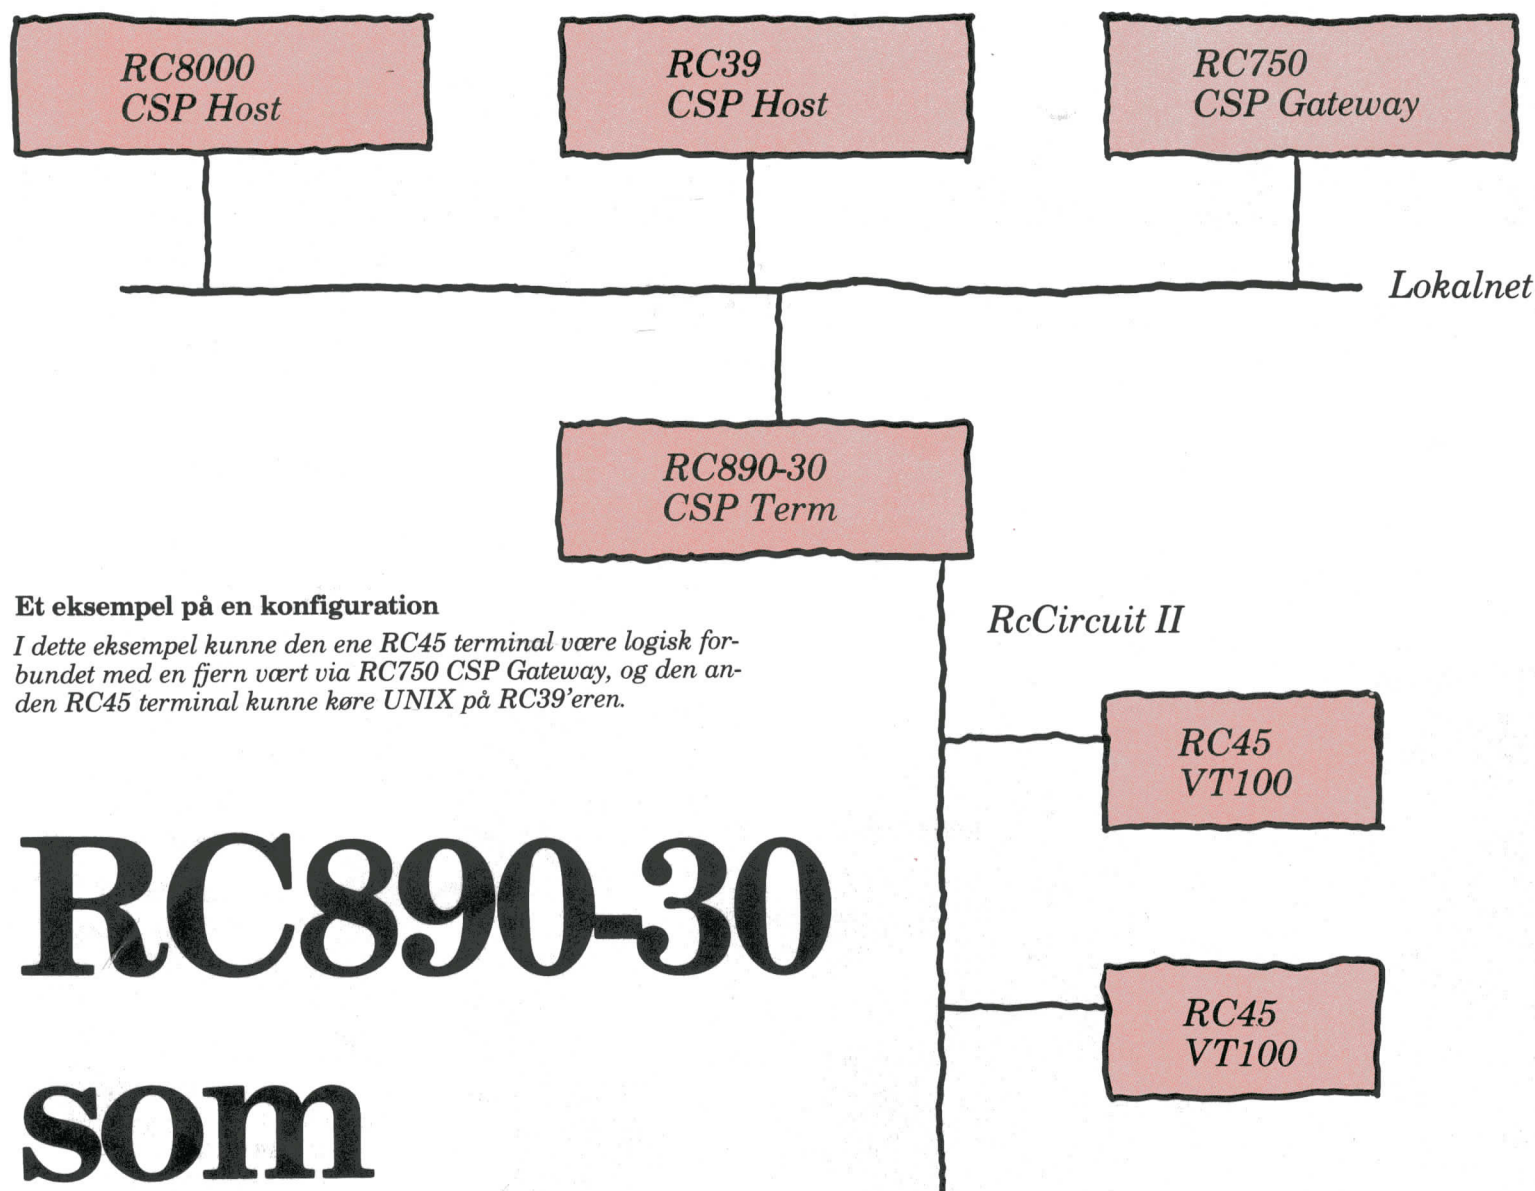 RC8000
CSP Host
RC39
CSP Host
RC750
CSP Gateway
Lokalnet
RC890-30
CSP Term
Et eksempel på en konfiguration
I dette eksempel kunne den ene RC45 terminal være logisk for-
bundet med en fjern vært via RC750 CSP Gateway, og den an-
den RC45 terminal kunne køre UNIX på RC39'eren.
RcCircuit II
RC45
VT100
RC890-30
RC45
VT100
som